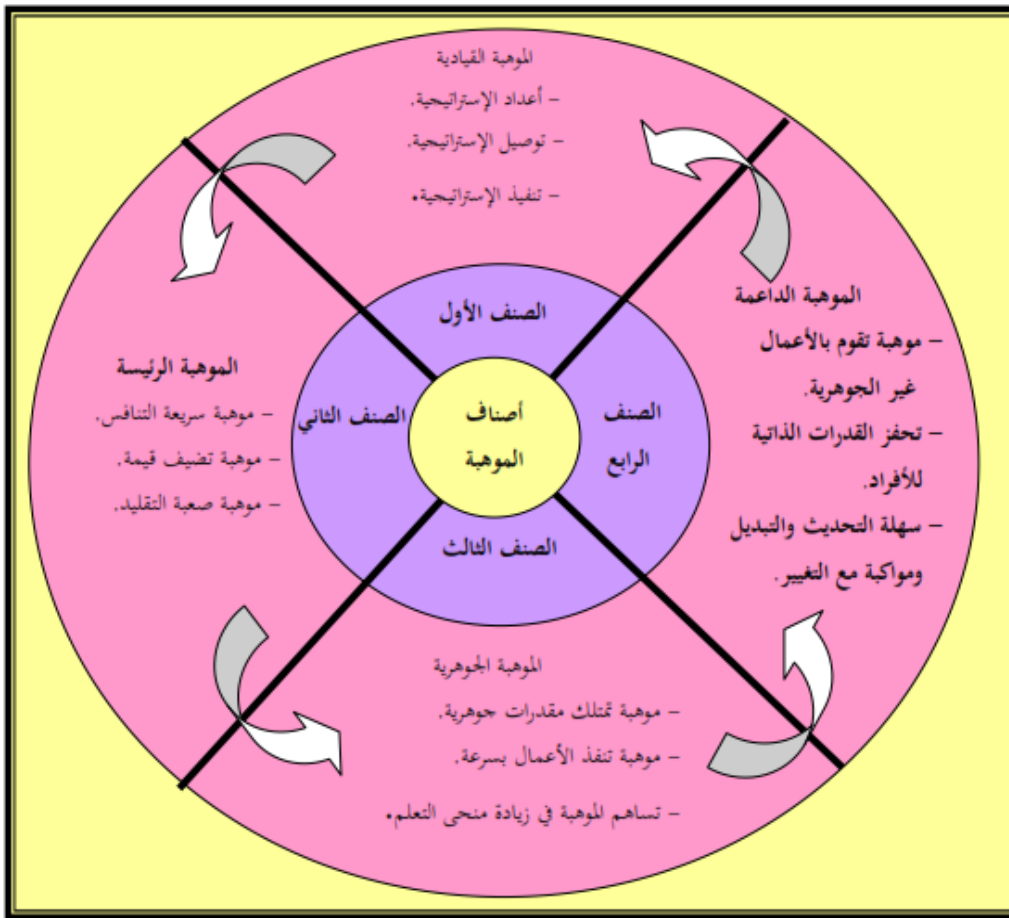 الموهبة القيادية
– أعداد الإستراتيجية.
– توصيل الإستراتيجية.
– تنفيذ الإستراتيجية.
الموهبة الداعمة
– موهبة تقوم بالأعمال
غير الجوهرية.
– تحفز القدرات الذاتية
للأفراد.
– سهلة التحديث والتبديل
ومواكبة مع التغيير.
الصنف الأول
الصنف
الرابع
أصناف
الموهبة
الصنف الثاني
الصنف الثالث
الموهبة الرئيسة
– موهبة سريعة التنافس.
– موهبة تضيف قيمة.
– موهبة صعبة التقليد.
الموهبة الجوهرية
– موهبة تمتلك مقدرات جوهرية.
– موهبة تنفذ الأعمال بسرعة.
– تساهم الموهبة في زيادة منحى التعلم.